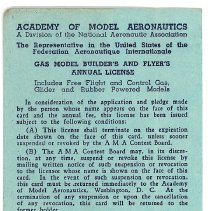 ACADEMY OF MODEL AERONAUTICS
A Division of the National Aeronautic Association
The Representative in the United States of the
Federation Aeronautique Internationale
GAS MODEL BUILDER'S AND FLYER'S
ANNUAL LICENSE
Includes Free Flight and Control Gas,
Glider and Rubber Powered Models
In consideration of the application and pledge made
by the person whose name appears on the face of this
card and the annual fee, this license has been issued
subject to the following conditions:
(A) This license shall terminate on the expiration
date shown on the face of this card, unless sooner
suspended or revoked by the A M A Contest Board.
(B) The A M A Contest Board may, in its discretion,
at any time, suspend or revoke this license by
mailing written notice of such suspension or revocation
to the licensee whose name is shown on the face of this
card. In the event of such suspension or revocation,
this card must be returned immediately to the Academy
of Model Aeronautics, Washington, D. C. At the
termination of any suspension or upon the cancellation
of any revocation, this card will be returned to the
former holder.